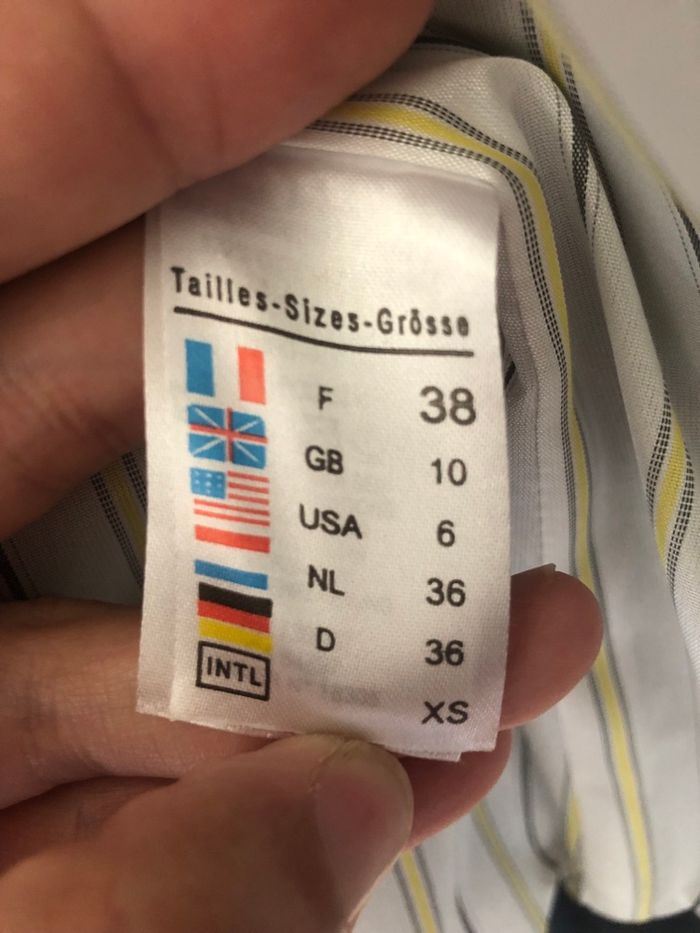 Tailles-Sizes-Grösse
F 38
GB 10
USA 6
NL 36
D 36
INTL XS